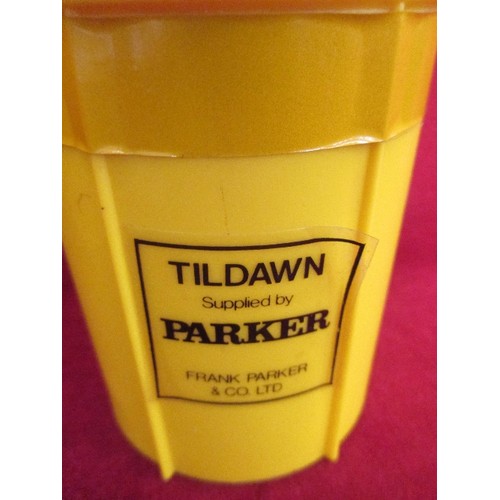 TILDAWN
Supplied by
PARKER
FRANK PARKER
& CO. LTD